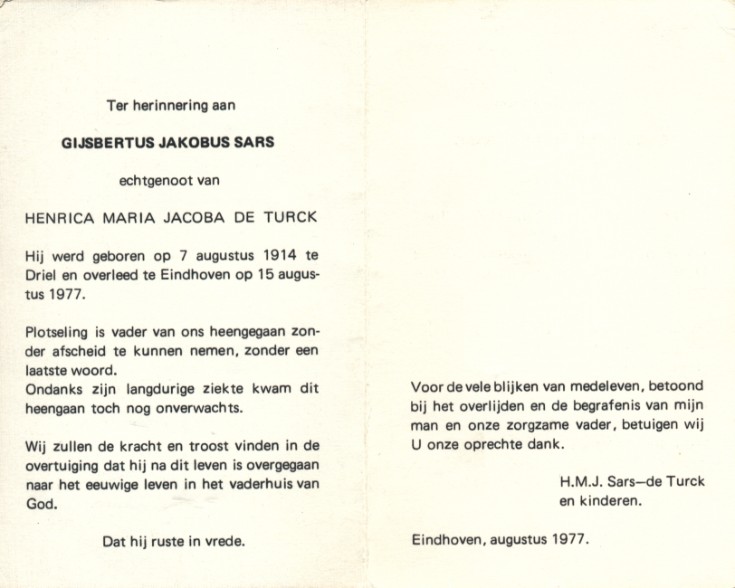 Ter herinnering aan
GIJSBERTUS JAKOBUS SARS
echtgenoot van
HENRICA MARIA JACOBA DE TURCK
Hij werd geboren op 7 augustus 1914 te
Driel en overleed te Eindhoven op 15 augus-
tus 1977.
Plotseling is vader van ons heengegaan zon-
der afscheid te kunnen nemen, zonder een
laatste woord.
Ondanks zijn langdurige ziekte kwam dit
heengaan toch nog onverwachts.
Wij zullen de kracht en troost vinden in de
overtuiging dat hij na dit leven is overgegaan
naar het eeuwige leven in het vaderhuis van
God.
Dat hij ruste in vrede.
Voor de vele blijken van medeleven, betoond
bij het overlijden en de begrafenis van mijn
man en onze zorgzame vader, betuigen wij
U onze oprechte dank.
H.M.J. Sars—de Turck
en kinderen.
Eindhoven, augustus 1977.